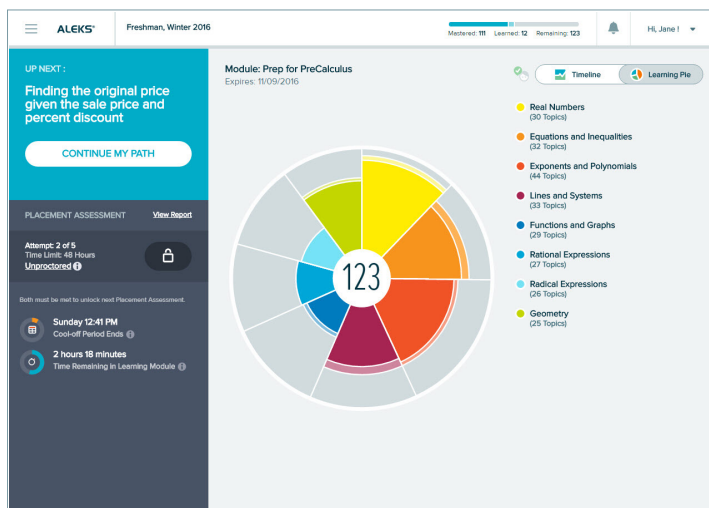 ALEKS®
Freshman, Winter 2016
Mastered: 111 Learned: 12 Remaining: 123
Hi, Jane !
UP NEXT :
Finding the original price
given the sale price and
percent discount
CONTINUE MY PATH
PLACEMENT ASSESSMENT View Report
Attempt: 2 of 5
Time Limit: 48 Hours
Unproctored
Both must be met to unlock next Placement Assessment.
Sunday 12:41 PM
Cool-off Period Ends
2 hours 18 minutes
Time Remaining in Learning Module
Module: Prep for PreCalculus
Expires: 11/09/2016
Timeline
Learning Pie
123
Real Numbers
(30 Topics)
Equations and Inequalities
(32 Topics)
Exponents and Polynomials
(44 Topics)
Lines and Systems
(33 Topics)
Functions and Graphs
(29 Topics)
Rational Expressions
(27 Topics)
Radical Expressions
(26 Topics)
Geometry
(25 Topics)